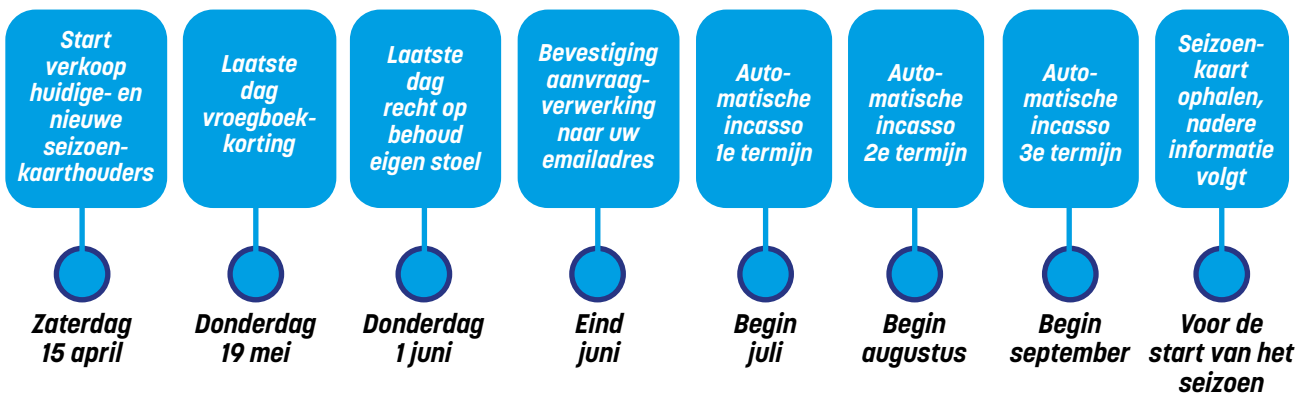 Start
verkoop
huidige- en
nieuwe
seizoen-
kaarthouders
Laatste
dag
vroegboek-
korting
Laatste
dag
recht op
behoud
eigen stoel
Bevestiging
aanvraag-
verwerking
naar uw
emailadres
Auto-
matische
incasso
1e termijn
Auto-
matische
incasso
2e termijn
Auto-
matische
incasso
3e termijn
Seizoen-
kaart
ophalen,
nadere
informatie
volgt
Zaterdag
15 april
Donderdag
19 mei
Donderdag
1 juni
Eind
juni
Begin
juli
Begin
augustus
Begin
september
Voor de
start van het
seizoen